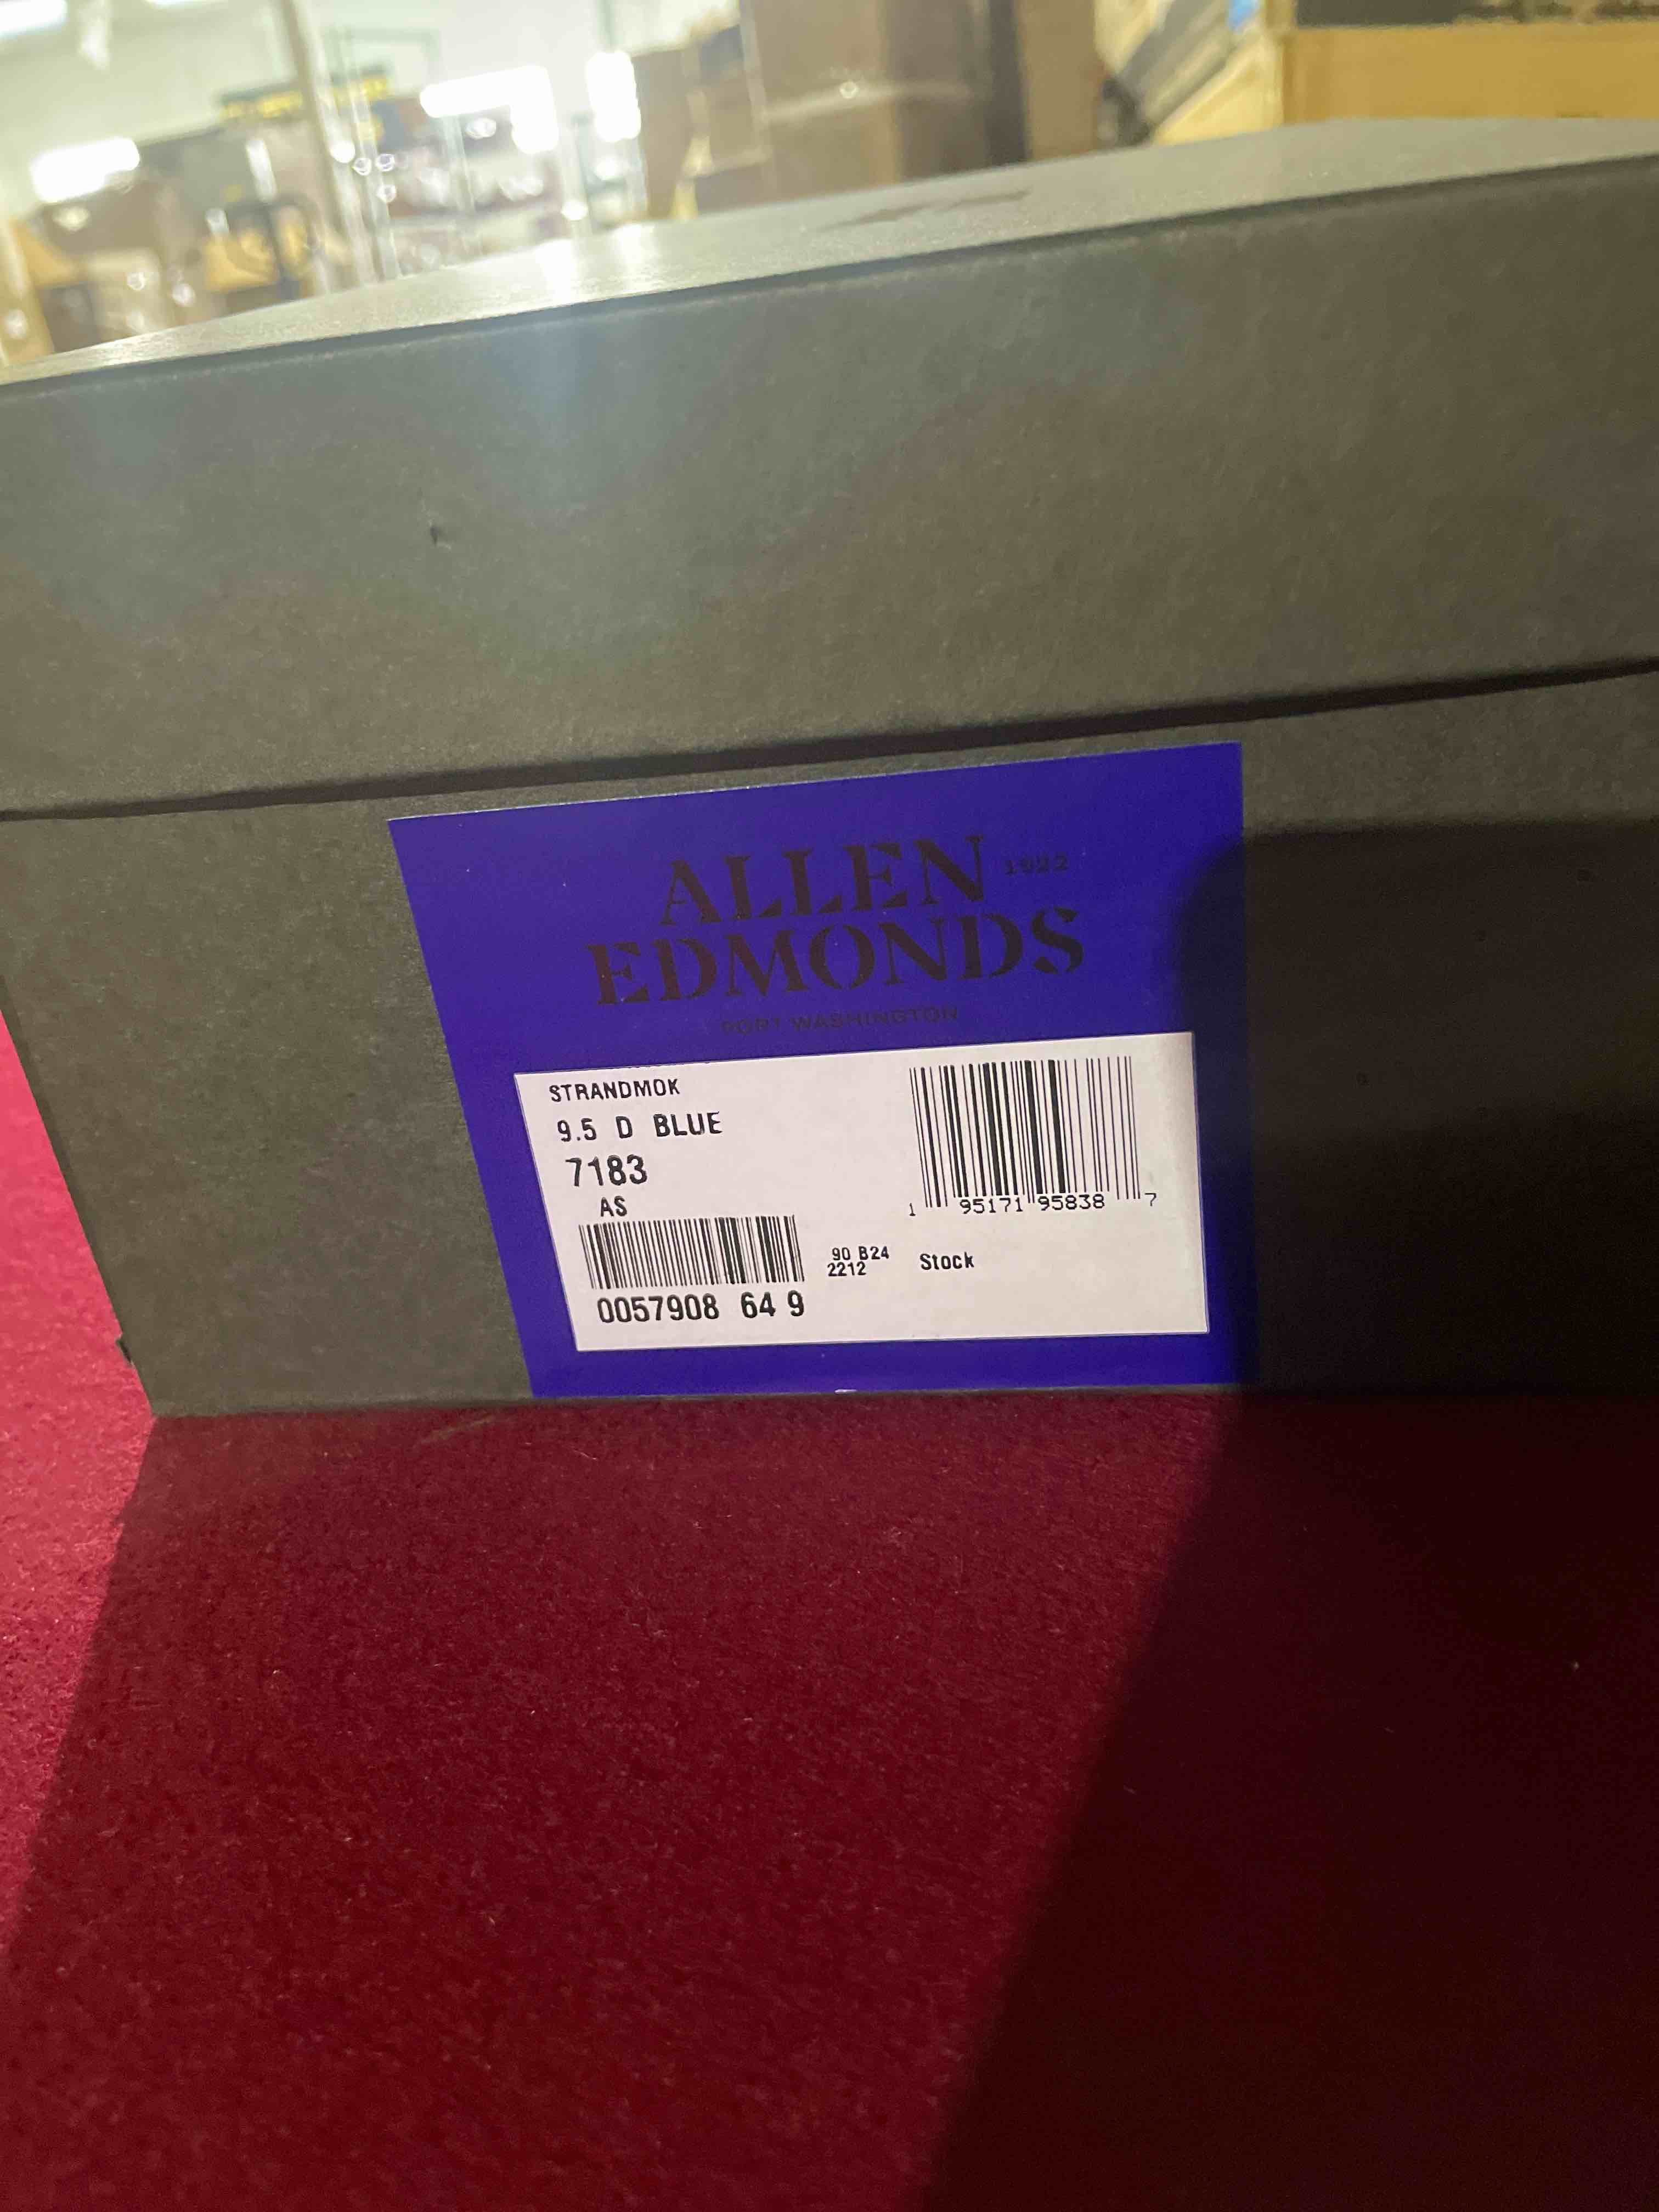 ALLEN 1922
EDMONDS
PORT WASHINGTON
STRANDMOK
9.5 D BLUE
7183
AS
1 95171 95838 7
0057908 64 9
90 B24
2212
Stock